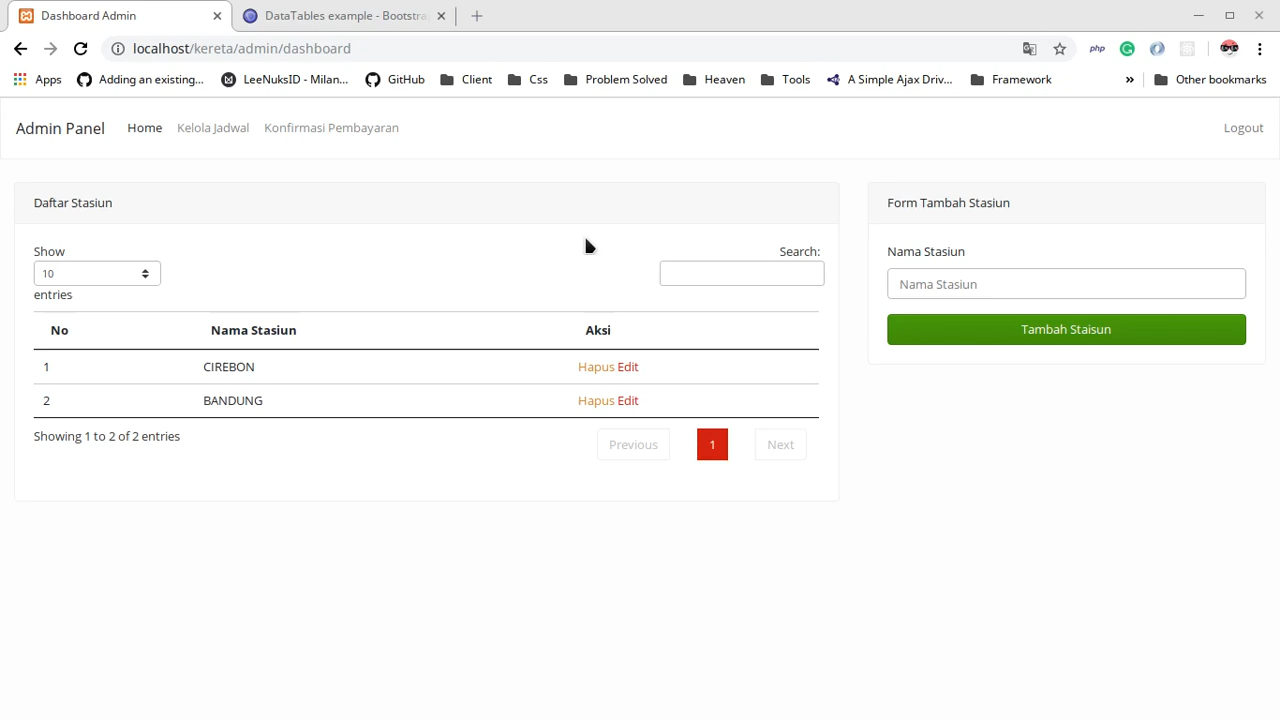 Dashboard Admin
DataTables example - Bootstra
localhost/kereta/admin/dashboard
php
Apps
Adding an existing...
LeeNuksID - Milan...
GitHub
Client
Css
Problem Solved
Heaven
Tools
A Simple Ajax Driv...
Framework
»
Other bookmarks
Admin Panel
Home
Kelola Jadwal
Konfirmasi Pembayaran
Logout
Daftar Stasiun
Show
10
entries
Search:
No Nama Stasiun Aksi
1 CIREBON Hapus Edit
2 BANDUNG Hapus Edit
Showing 1 to 2 of 2 entries
Previous 1 Next
Form Tambah Stasiun
Nama Stasiun
Nama Stasiun
Tambah Staisun